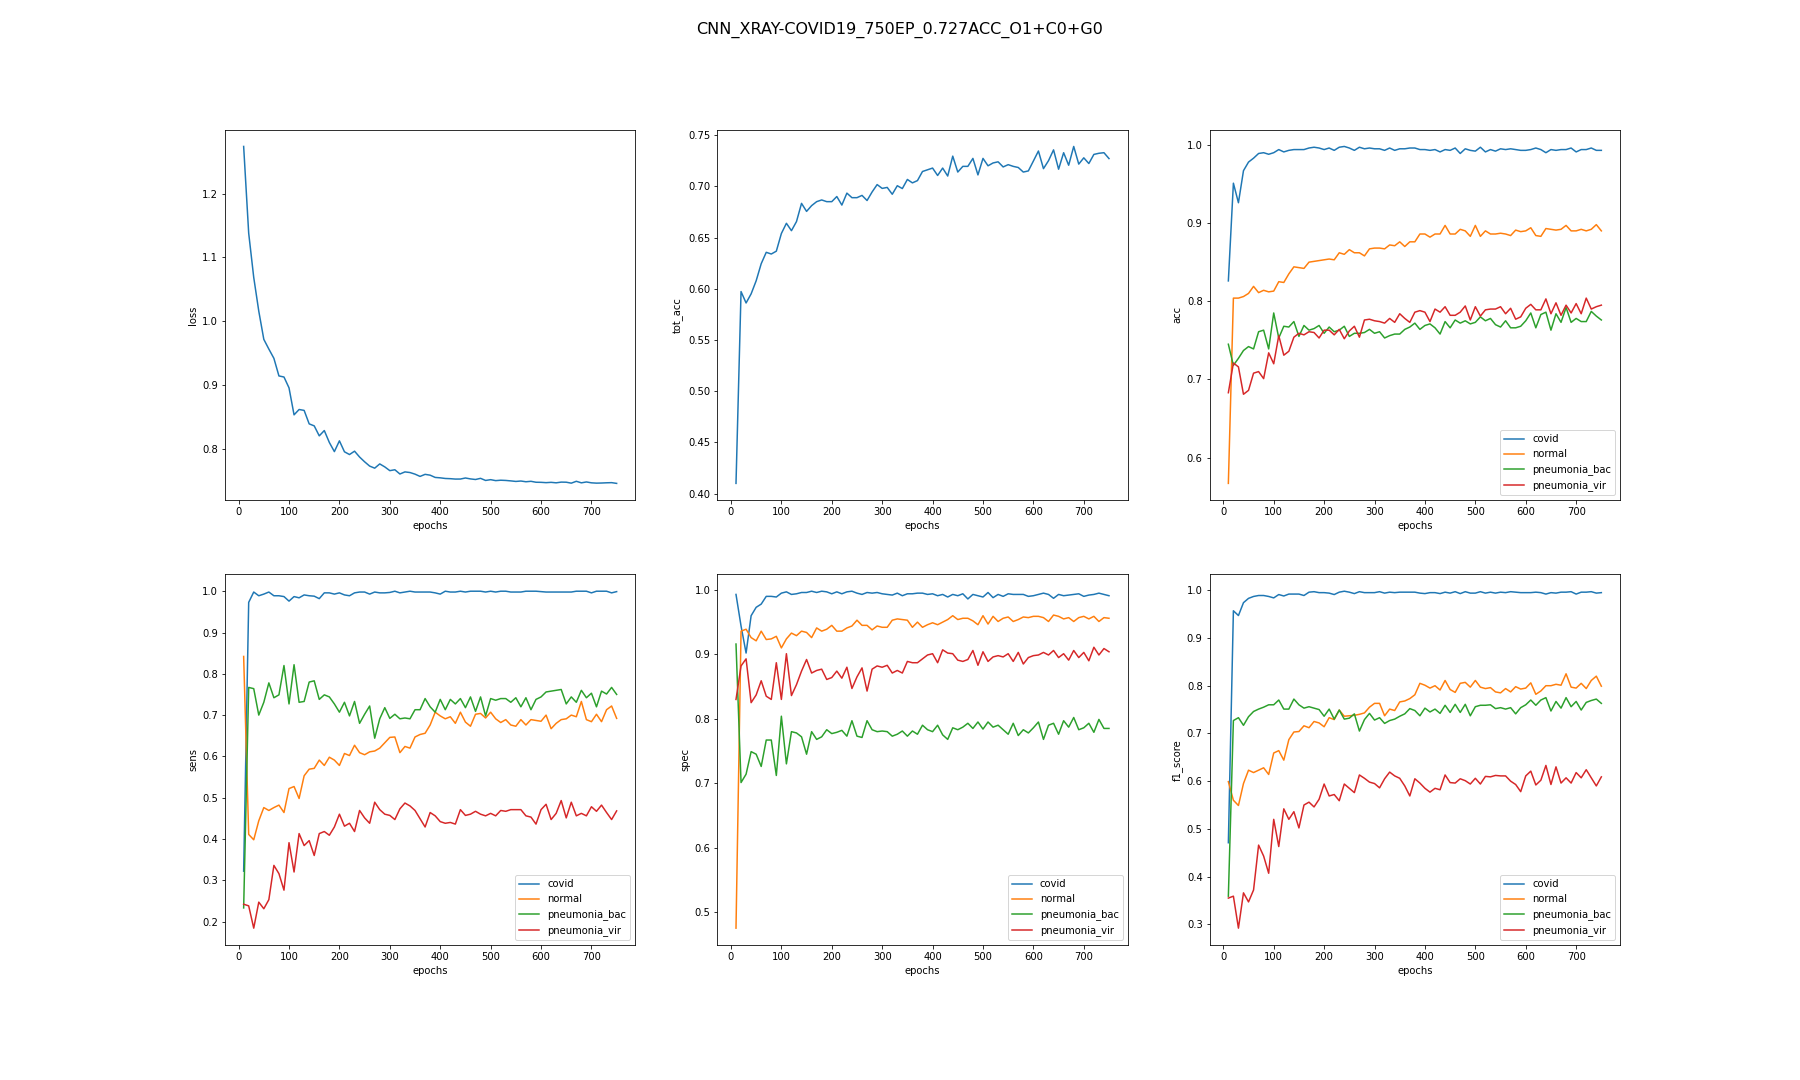 CNN_XRAY-COVID19_750EP_0.727ACC_O1+C0+G0
loss
1.2
1.1
1.0
0.9
0.8
0 100 200 300 400 500 600 700
epochs
tot_acc
0.75
0.70
0.65
0.60
0.55
0.50
0.45
0.40
0 100 200 300 400 500 600 700
epochs
acc
1.0
0.9
0.8
0.7
0.6
covid
normal
pneumonia_bac
pneumonia_vir
0 100 200 300 400 500 600 700
epochs
sens
1.0
0.9
0.8
0.7
0.6
0.5
0.4
0.3
0.2
covid
normal
pneumonia_bac
pneumonia_vir
0 100 200 300 400 500 600 700
epochs
spec
1.0
0.9
0.8
0.7
0.6
0.5
covid
normal
pneumonia_bac
pneumonia_vir
0 100 200 300 400 500 600 700
epochs
f1_score
1.0
0.9
0.8
0.7
0.6
0.5
0.4
0.3
covid
normal
pneumonia_bac
pneumonia_vir
0 100 200 300 400 500 600 700
epochs